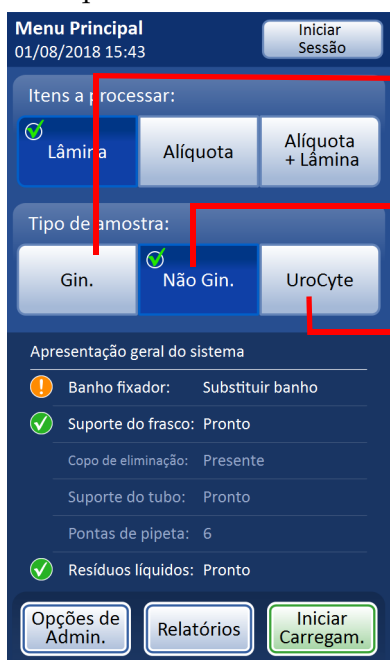 Menu Principal
01/08/2018 15:43
Iniciar
Sessão
Itens a processar:
Lâmina
Alíquota
Alíquota
+ Lâmina
Tipo de amostra:
Gin.
Não Gin.
UroCyte
Apresentação geral do sistema
Banho fixador: Substituir banho
Suporte do frasco: Pronto
Copo de eliminação: Presente
Suporte do tubo: Pronto
Pontas de pipeta: 6
Resíduos líquidos: Pronto
Opções de
Admin.
Relatórios
Iniciar
Carregam.